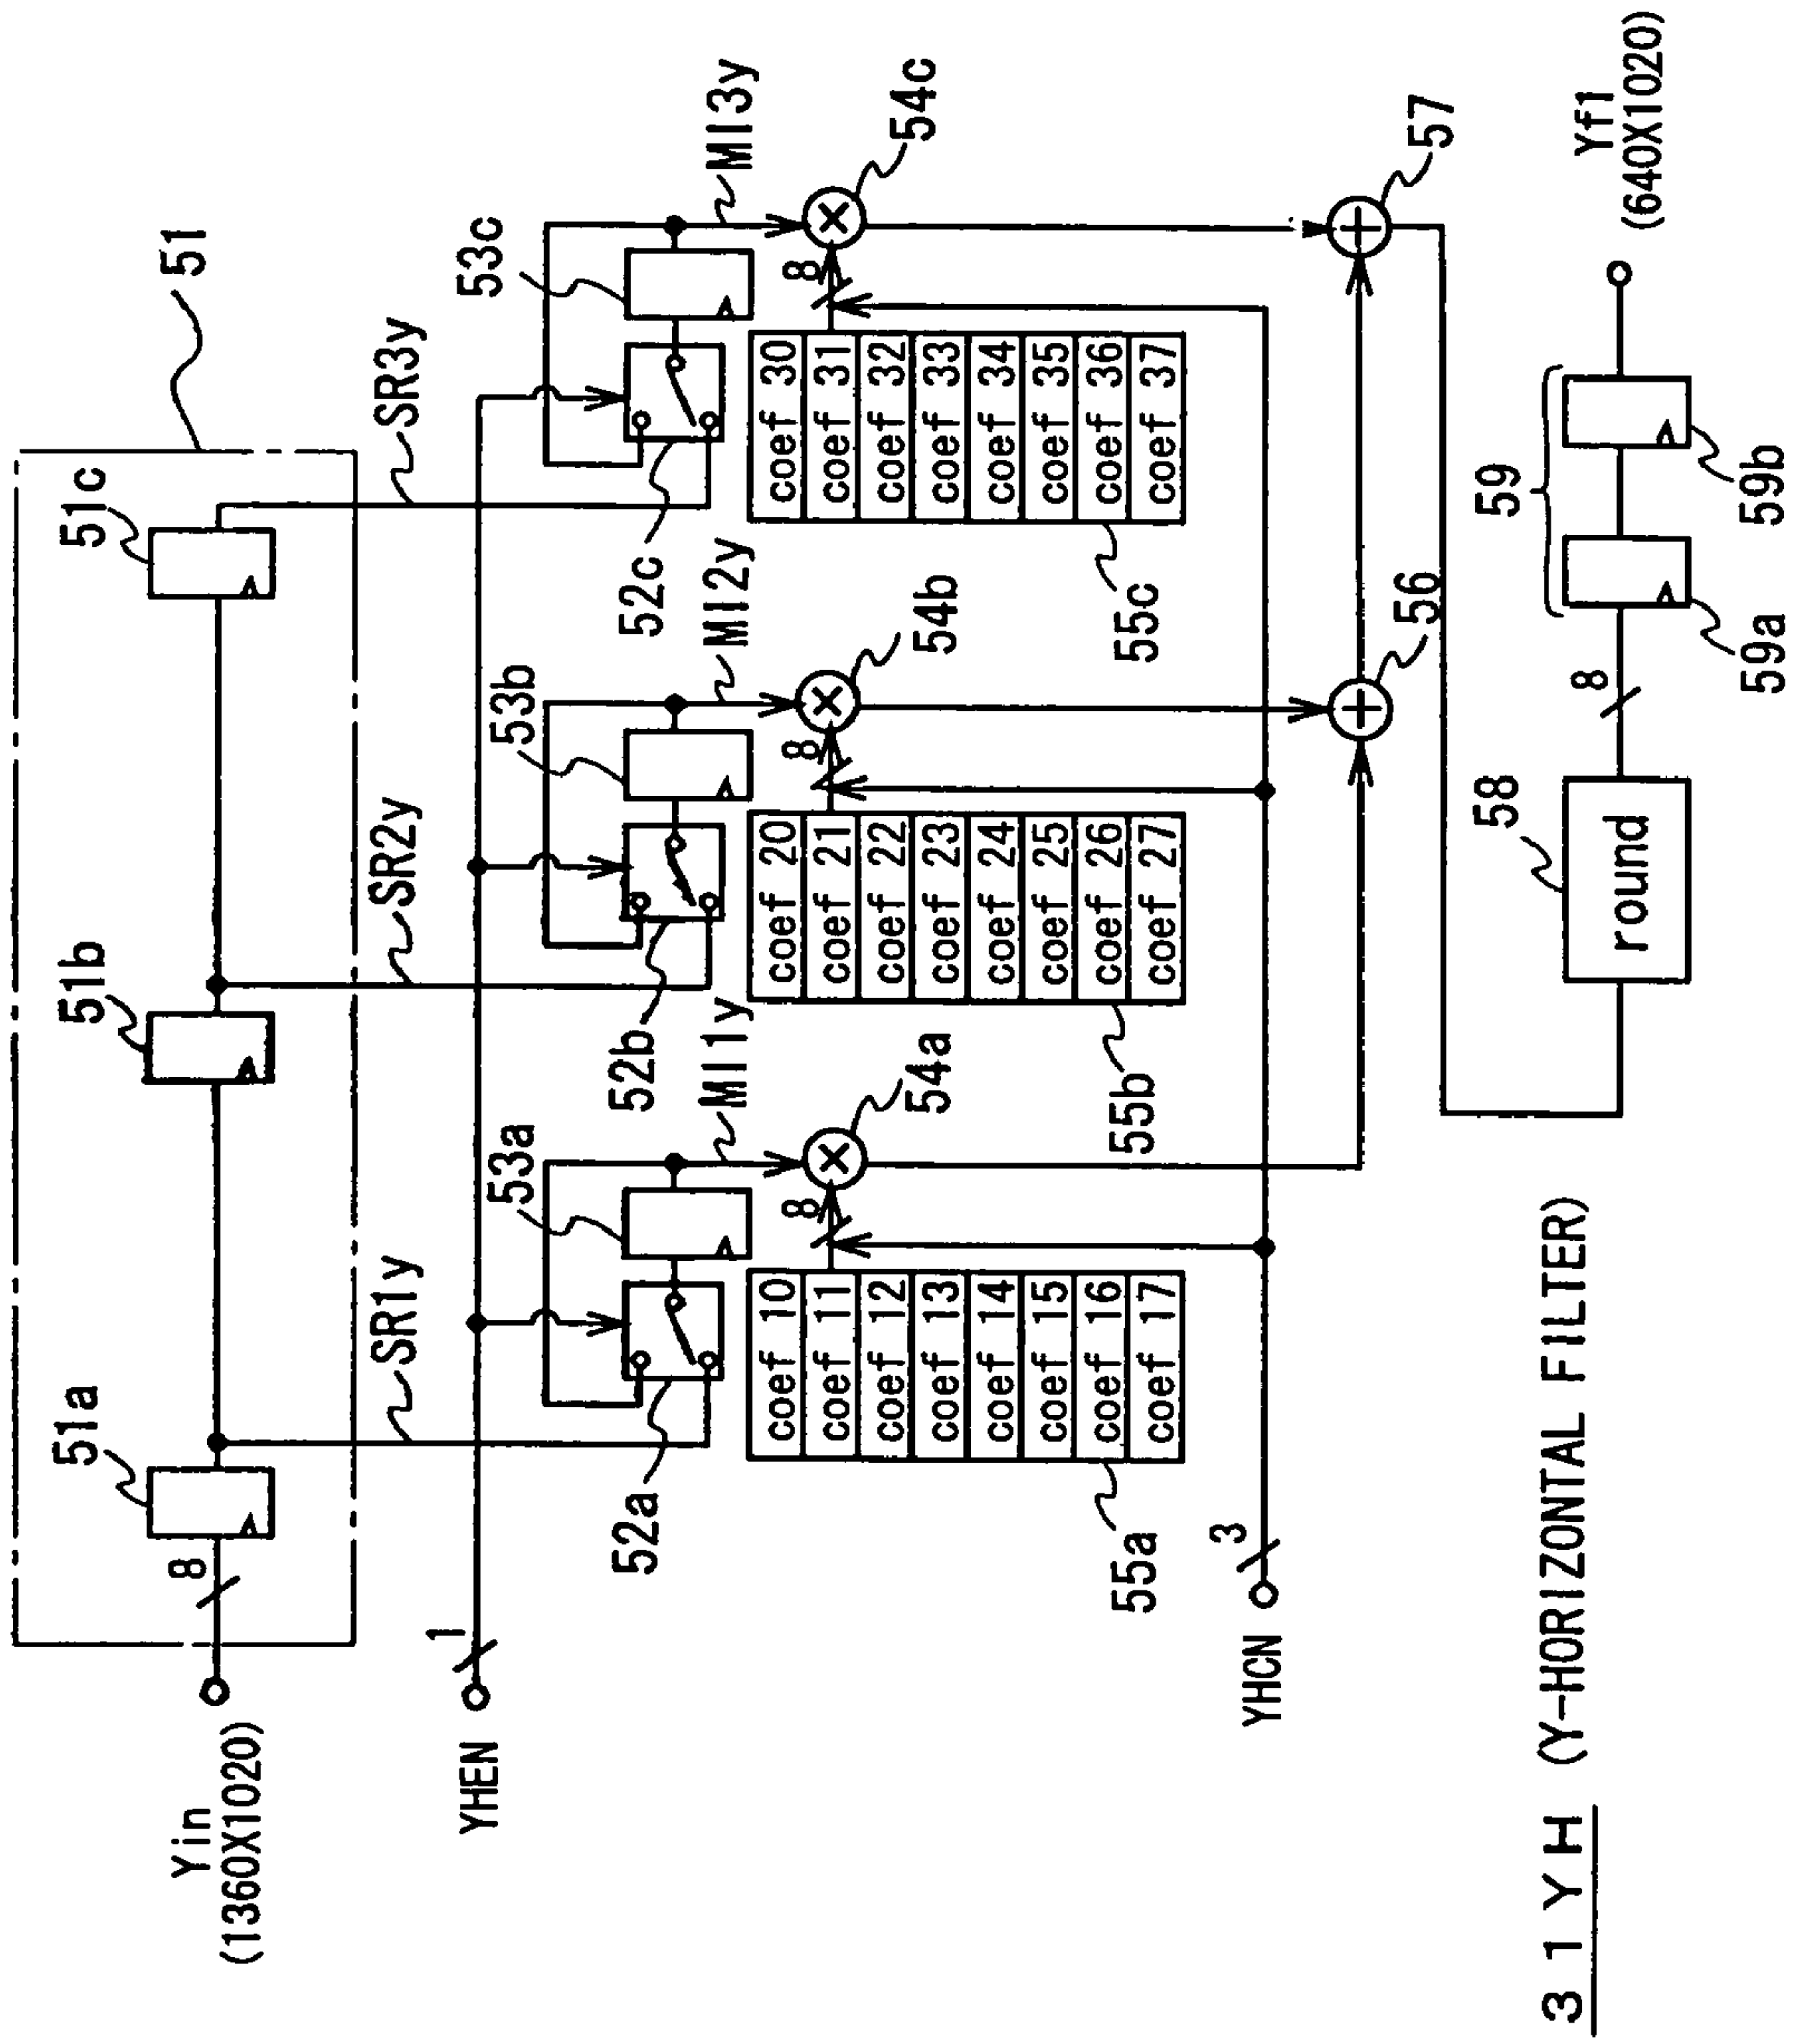 51
51a
51b
51c
Yin
(1360X1020)
8
SR1y
SR2y
SR3y
YHEN
1
53a
53b
53c
52a
52b
52c
MI1y
MI2y
MI3y
8
8
8
54a
54b
54c
coef 10
coef 11
coef 12
coef 13
coef 14
coef 15
coef 16
coef 17
coef 20
coef 21
coef 22
coef 23
coef 24
coef 25
coef 26
coef 27
coef 30
coef 31
coef 32
coef 33
coef 34
coef 35
coef 36
coef 37
55a
55b
55c
YHCN
3
56
57
58
round
8
59
59a
59b
Yf1
(640X1020)
31YH (Y-HORIZONTAL FILTER)